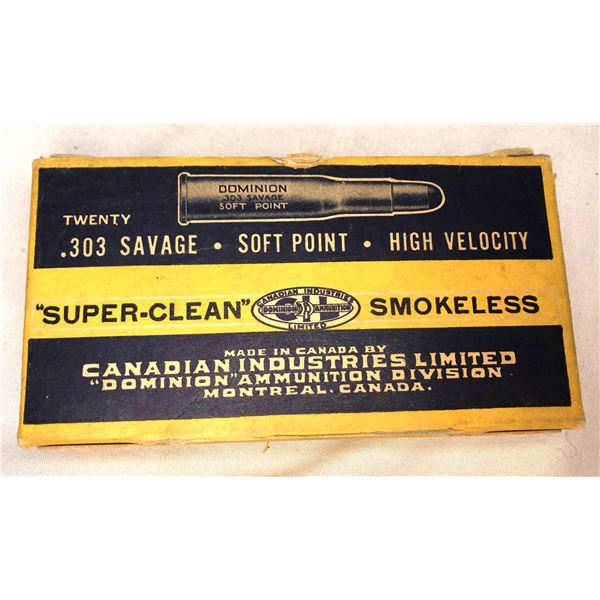 DOMINION
.303 SAVAGE
SOFT POINT
TWENTY
.303 SAVAGE • SOFT POINT • HIGH VELOCITY
"SUPER-CLEAN" SMOKELESS
CANADIAN INDUSTRIES
DOMINION AMMUNITION
CIL
LIMITED
MADE IN CANADA BY
CANADIAN INDUSTRIES LIMITED
"DOMINION" AMMUNITION DIVISION
MONTREAL, CANADA.